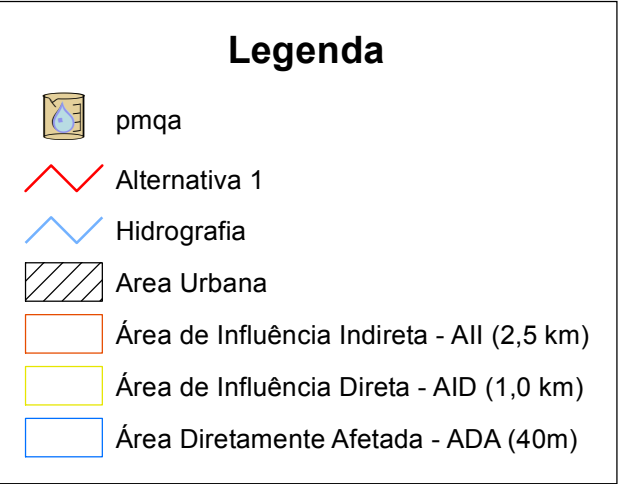 Legenda
pmqa
Alternativa 1
Hidrografia
Area Urbana
Área de Influência Indireta - AII (2,5 km)
Área de Influência Direta - AID (1,0 km)
Área Diretamente Afetada - ADA (40m)